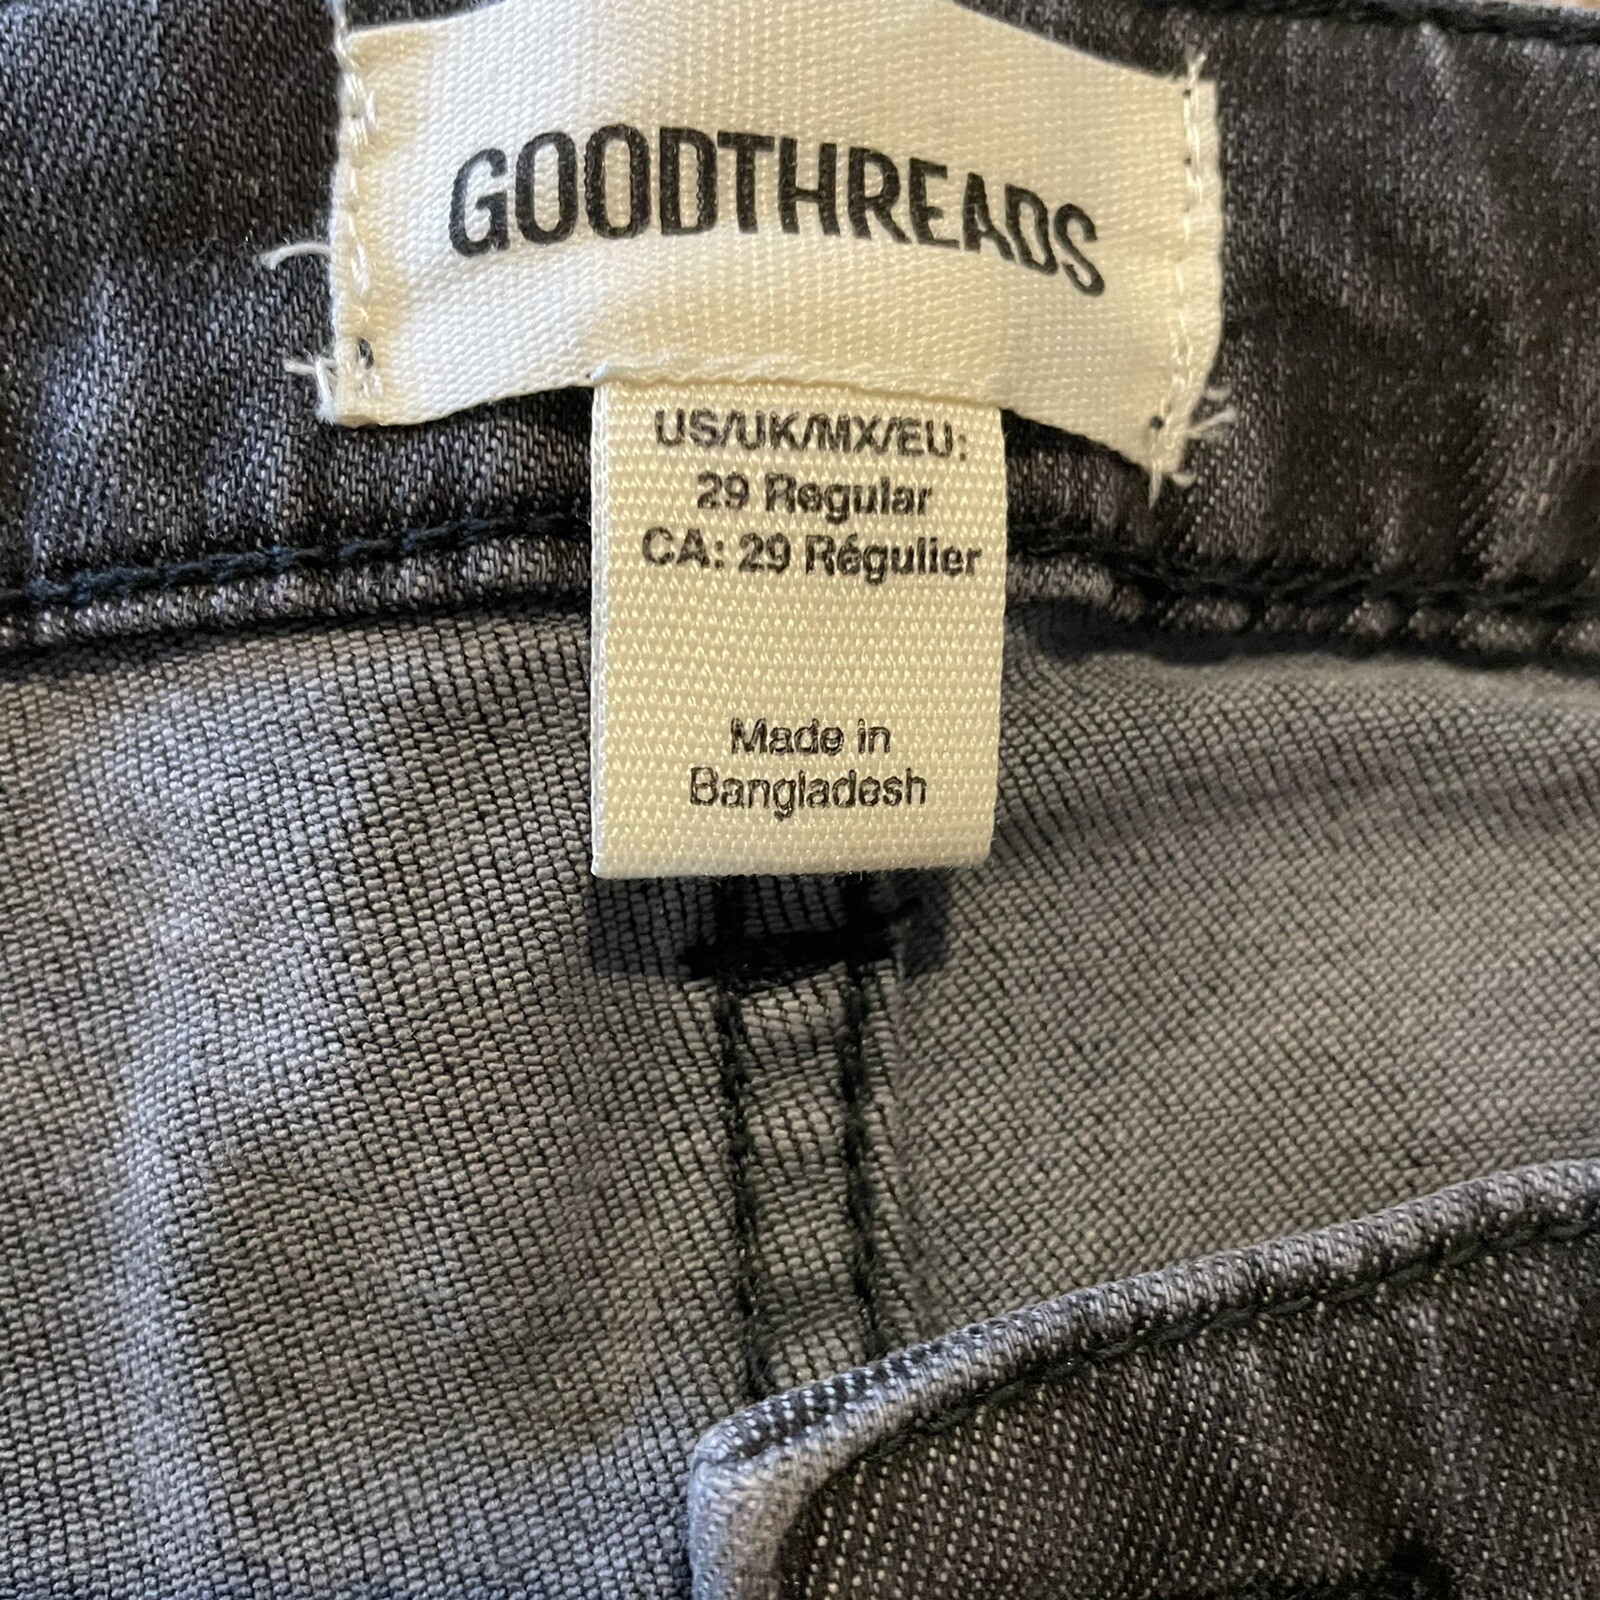 GOODTHREADS
US/UK/MX/EU:
29 Regular
CA: 29 Régulier
Made in
Bangladesh